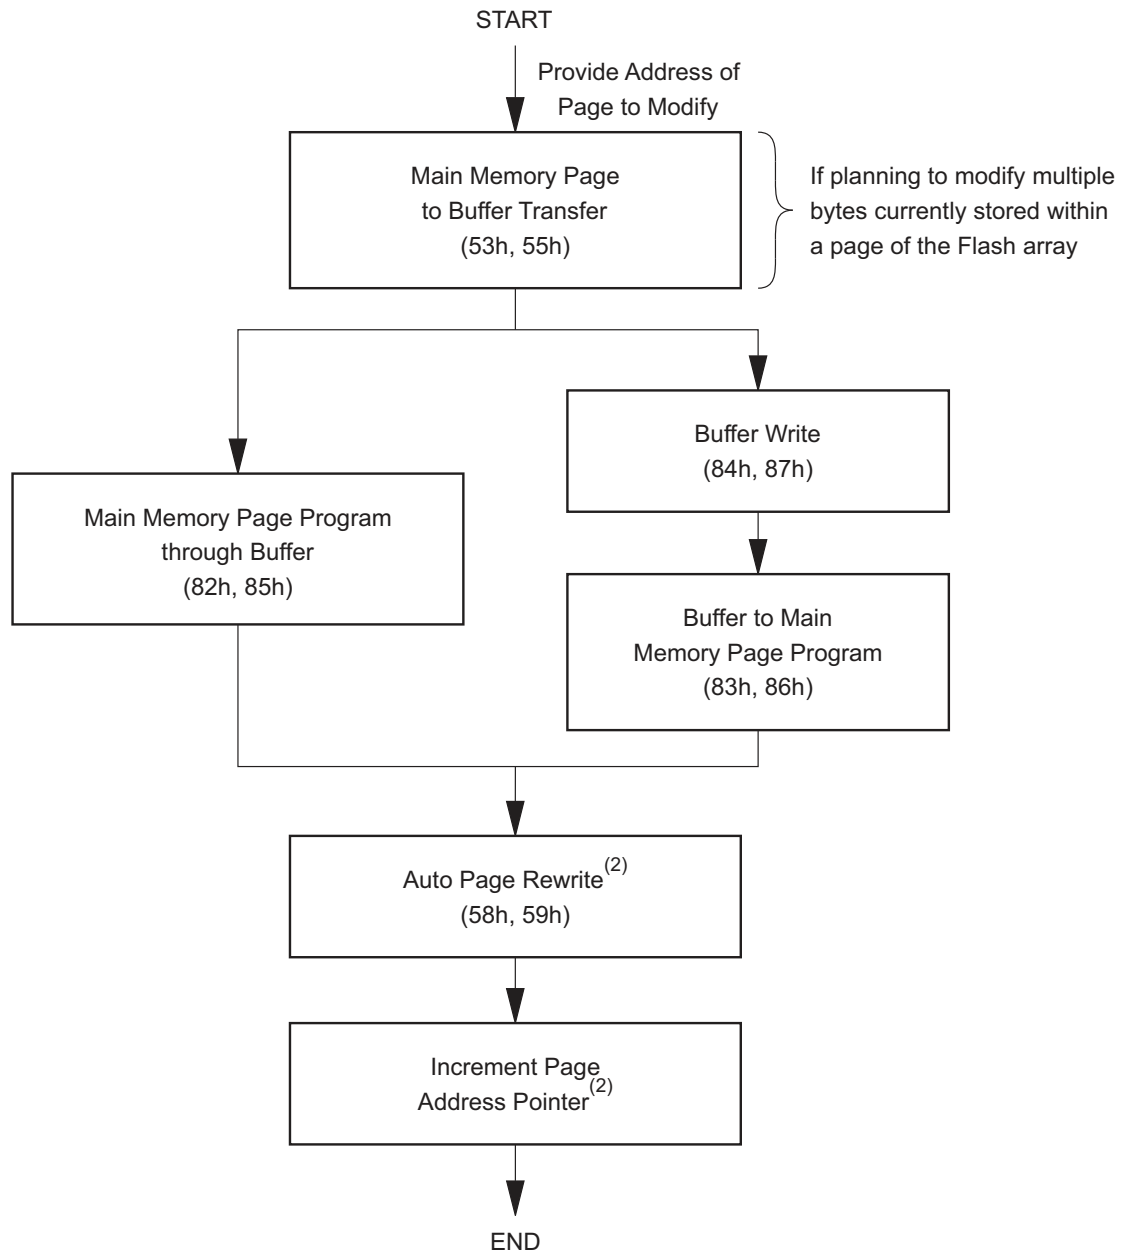 START
Provide Address of
Page to Modify
Main Memory Page
to Buffer Transfer
(53h, 55h)
If planning to modify multiple
bytes currently stored within
a page of the Flash array
Buffer Write
(84h, 87h)
Main Memory Page Program
through Buffer
(82h, 85h)
Buffer to Main
Memory Page Program
(83h, 86h)
Auto Page Rewrite(2)
(58h, 59h)
Increment Page
Address Pointer(2)
END